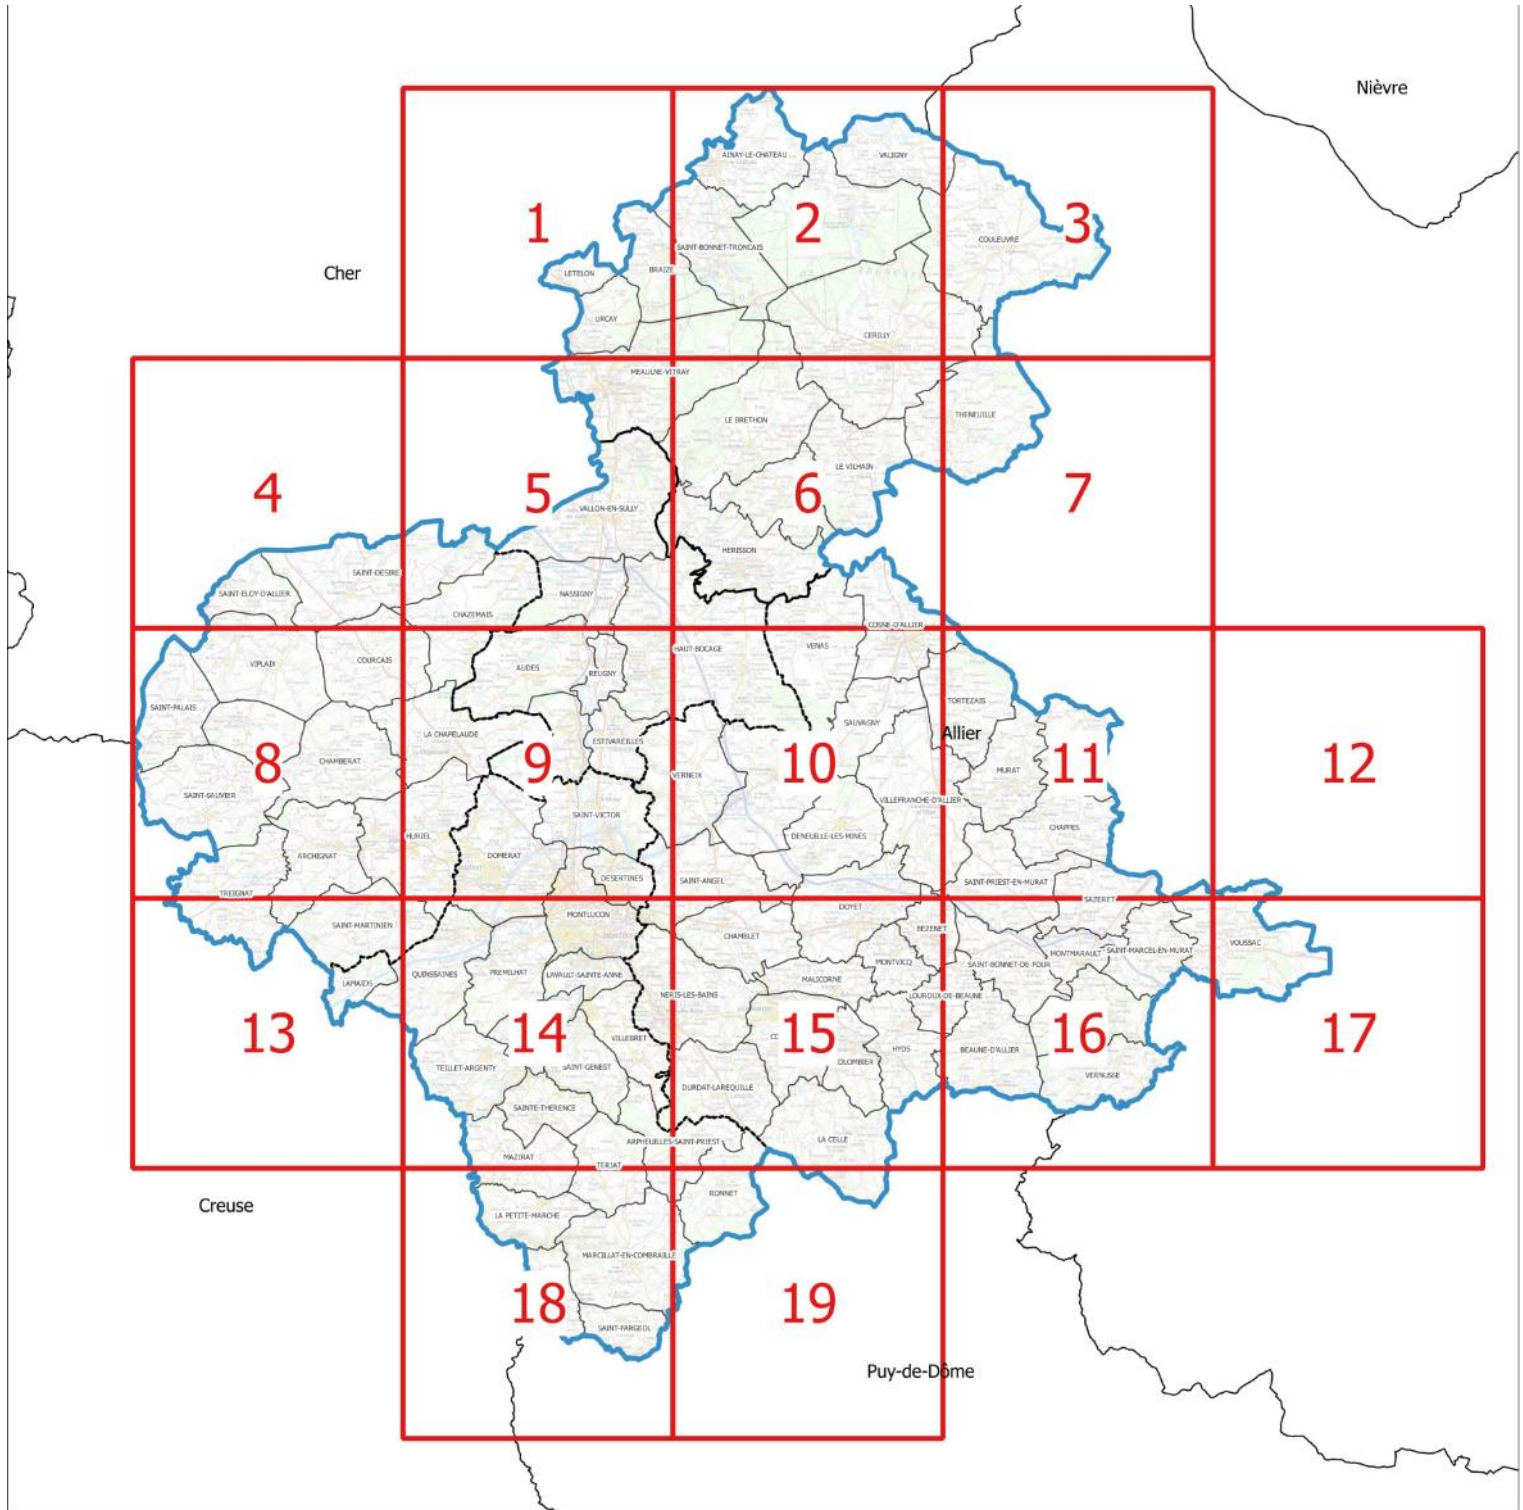 Nièvre
AINAY-LE-CHATEAU
VALIGNY
1
2
3
COULEUVRE
SAINT-BONNET-TRONCAIS
Cher
LETELON
BRAIZE
URCAY
CERILLY
MEAULNE-VITRAY
LE BRETHON
THENEUILLE
LE VILHAIN
4
5
6
7
VALLON-EN-SULLY
HERISSON
SAINT-DESIRE
SAINT-ELOY-D'ALLIER
NASSIGNY
CHAZEMAIS
COSNE-D'ALLIER
VENAS
HAUT-BOCAGE
VIPLAIX
COURCAIS
AUDES
REUGNY
TORTEZAIS
SAINT-PALAIS
SAUVAGNY
LA CHAPELAUDE
Allier
ESTIVAREILLES
8
CHAMBERAT
9
10
11
12
MURAT
VERNEIX
SAINT-SAUVIER
VILLEFRANCHE-D'ALLIER
SAINT-VICTOR
CHAPPES
HURIEL
DENEUILLE-LES-MINES
ARCHIGNAT
DOMERAT
DESERTINES
SAINT-ANGEL
SAINT-PRIEST-EN-MURAT
TREIGNAT
SAZERET
DOYET
MONTLUCON
SAINT-MARTINIEN
BEZENET
CHAMBLET
VOUSSAC
SAINT-MARCEL-EN-MURAT
MONTMARAULT
MONTVICQ
SAINT-BONNET-DE-FOUR
QUINSSAINES
PREMILHAT
LAVAULT-SAINTE-ANNE
MALICORNE
LAMAIDS
NERIS-LES-BAINS
LOUROUX-DE-BEAUNE
13
14
15
16
17
VILLEBRET
CC
HYDS
BEAUNE-D'ALLIER
OLOMBIER
TEILLET-ARGENTY
SAINT-GENEST
VERNUSSE
DURDAT-LAREQUILLE
SAINTE-THERENCE
ARPHEUILLES-SAINT-PRIEST
LA CELLE
MAZIRAT
TERJAT
RONNET
Creuse
LA PETITE-MARCHE
MARCILLAT-EN-COMBRAILLE
18
19
SAINT-FARGEOL
Puy-de-Dôme